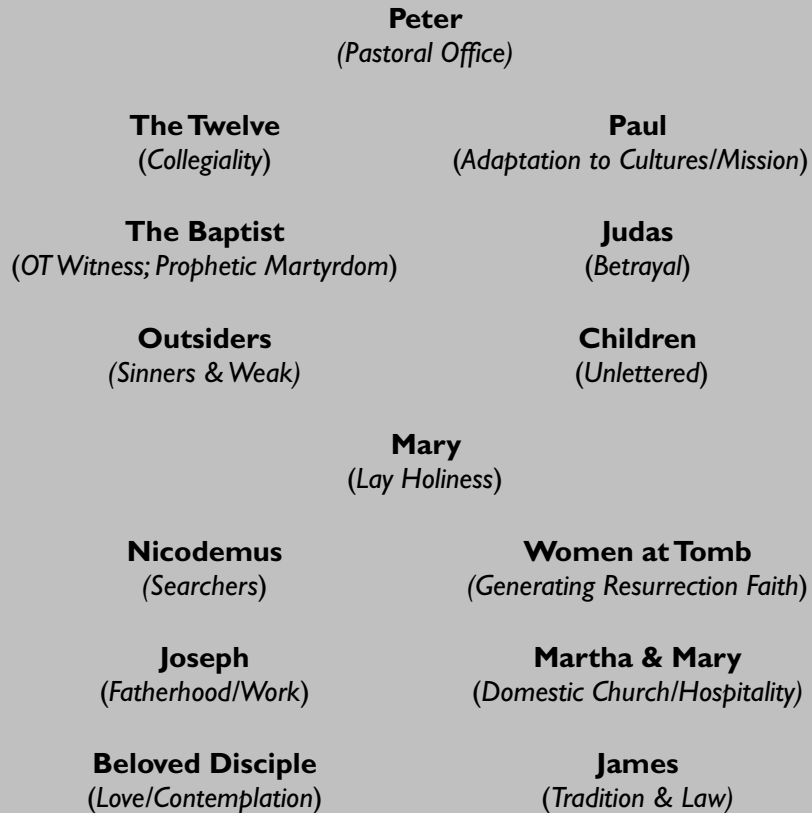 Peter
(Pastoral Office)
The Twelve
(Collegiality)
Paul
(Adaptation to Cultures/Mission)
The Baptist
(OT Witness; Prophetic Martyrdom)
Judas
(Betrayal)
Outsiders
(Sinners & Weak)
Children
(Unlettered)
Mary
(Lay Holiness)
Nicodemus
(Searchers)
Women at Tomb
(Generating Resurrection Faith)
Joseph
(Fatherhood/Work)
Martha & Mary
(Domestic Church/Hospitality)
Beloved Disciple
(Love/Contemplation)
James
(Tradition & Law)